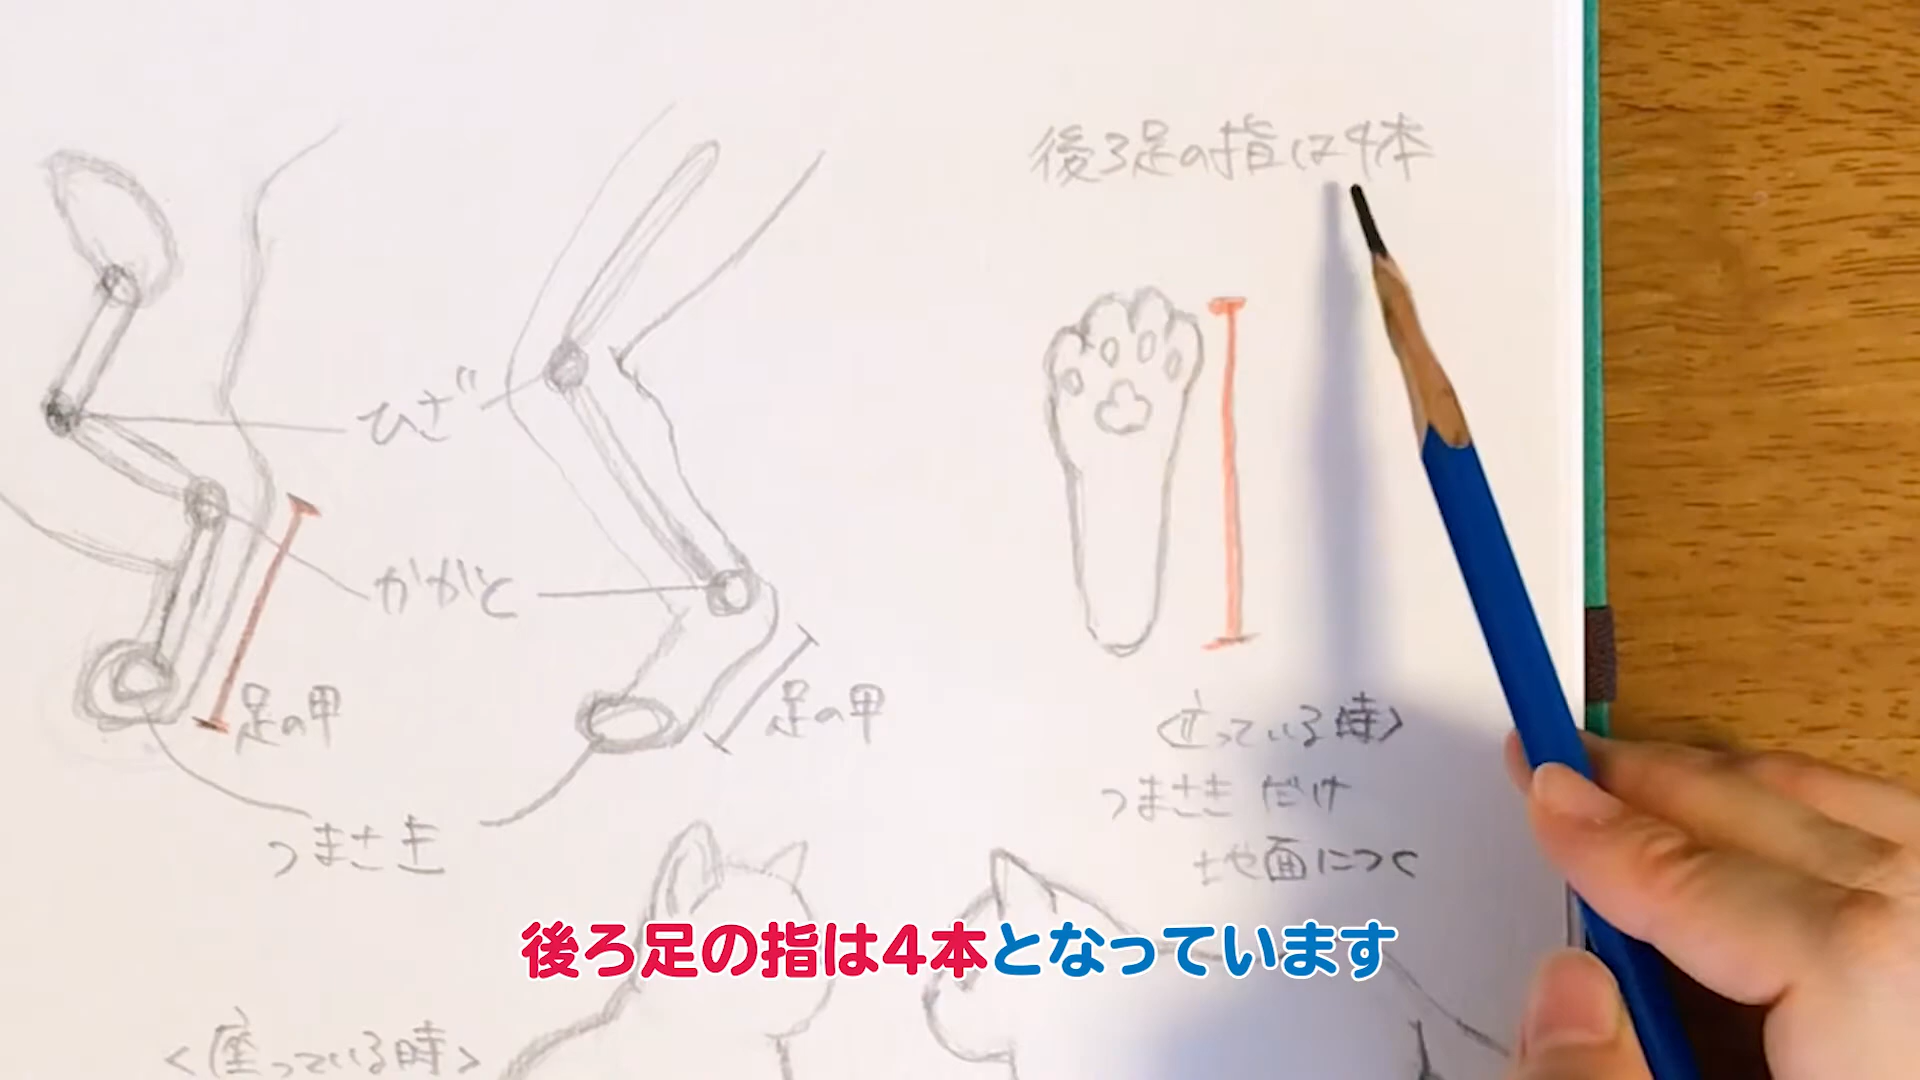 後ろ足の指は4本
ひざ
かかと
足の甲
足の甲
<立っている時>
つまさきだけ
地面につく
つまさき
後ろ足の指は4本となっています
<座っている時>